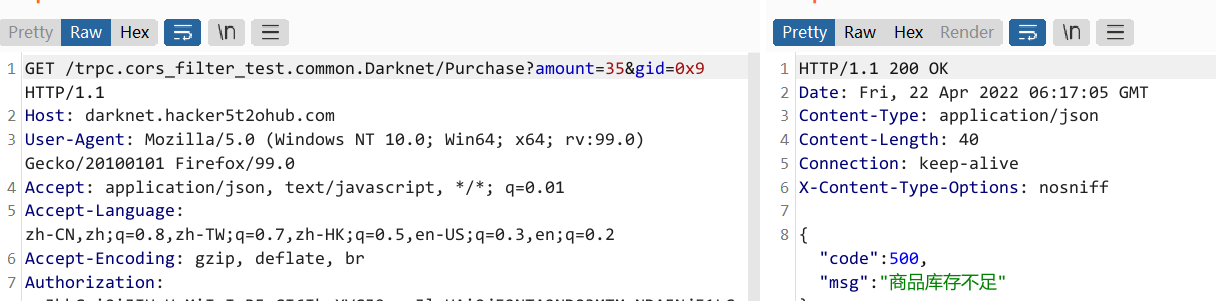 Pretty Raw Hex \n
1 GET /trpc.cors_filter_test.common.Darknet/Purchase?amount=35&gid=0x9
HTTP/1.1
2 Host: darknet.hacker5t2ohub.com
3 User-Agent: Mozilla/5.0 (Windows NT 10.0; Win64; x64; rv:99.0)
Gecko/20100101 Firefox/99.0
4 Accept: application/json, text/javascript, */*; q=0.01
5 Accept-Language:
zh-CN,zh;q=0.8,zh-TW;q=0.7,zh-HK;q=0.5,en-US;q=0.3,en;q=0.2
6 Accept-Encoding: gzip, deflate, br
7 Authorization:
Pretty Raw Hex Render \n
1 HTTP/1.1 200 OK
2 Date: Fri, 22 Apr 2022 06:17:05 GMT
3 Content-Type: application/json
4 Content-Length: 40
5 Connection: keep-alive
6 X-Content-Type-Options: nosniff
7
8 {
"code":500,
"msg":"商品库存不足"